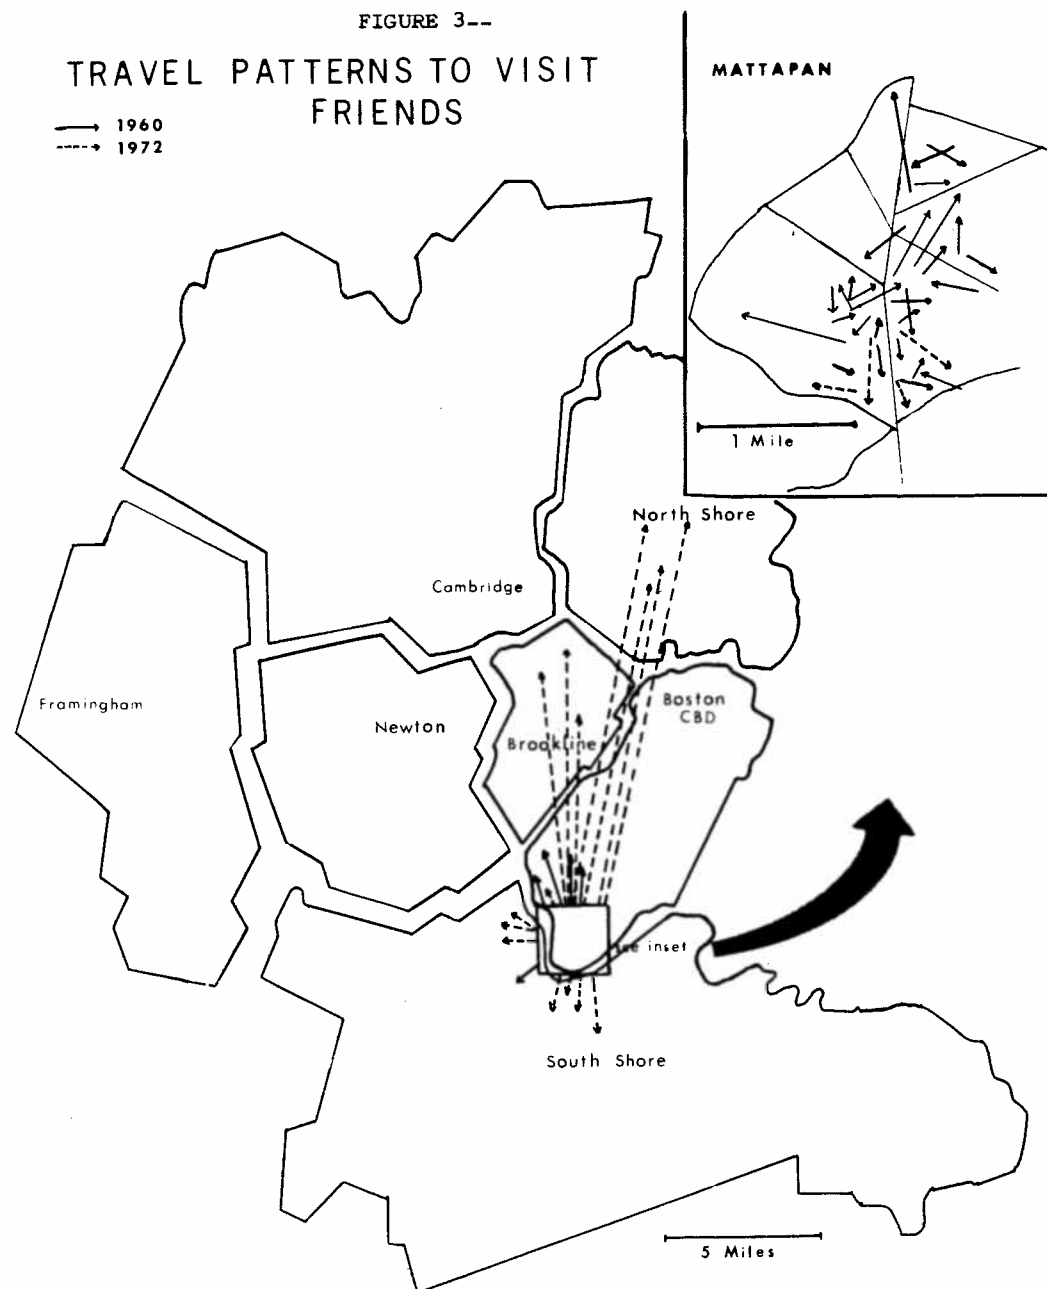 FIGURE 3--
TRAVEL PATTERNS TO VISIT
FRIENDS
1960
1972
MATTAPAN
1 Mile
North Shore
Cambridge
Framingham
Newton
Brookline
Boston
CBD
inset
South Shore
5 Miles